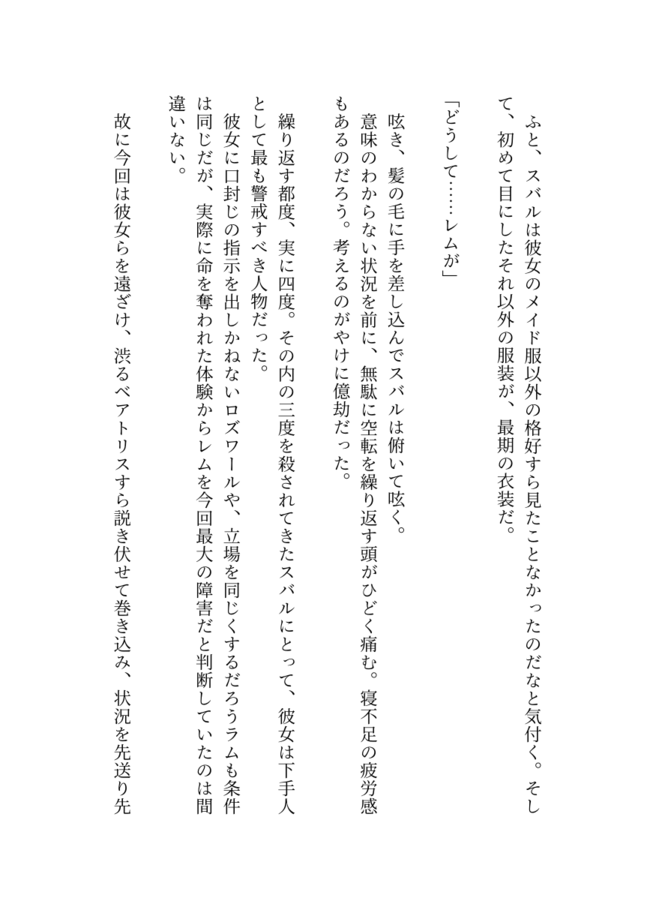 ふと、スバルは彼女のメイド服以外の格好すら見たことなかったのだなと気付く。そし
て、初めて目にしたそれ以外の服装が、最期の衣装だ。
「どうして……レムが」
呟き、髪の毛に手を差し込んでスバルは俯いて呟く。
意味のわからない状況を前に、無駄に空転を繰り返す頭がひどく痛む。寝不足の疲労感
もあるのだろう。考えるのがやけに億劫だった。
繰り返す都度、実に四度。その内の三度を殺されてきたスバルにとって、彼女は下手人
として最も警戒すべき人物だった。
彼女に口封じの指示を出しかねないロズワールや、立場を同じくするだろうラムも条件
は同じだが、実際に命を奪われた体験からレムを今回最大の障害だと判断していたのは間
違いない。
故に今回は彼女らを遠ざけ、渋るベアトリスすら説き伏せて巻き込み、状況を先送り先